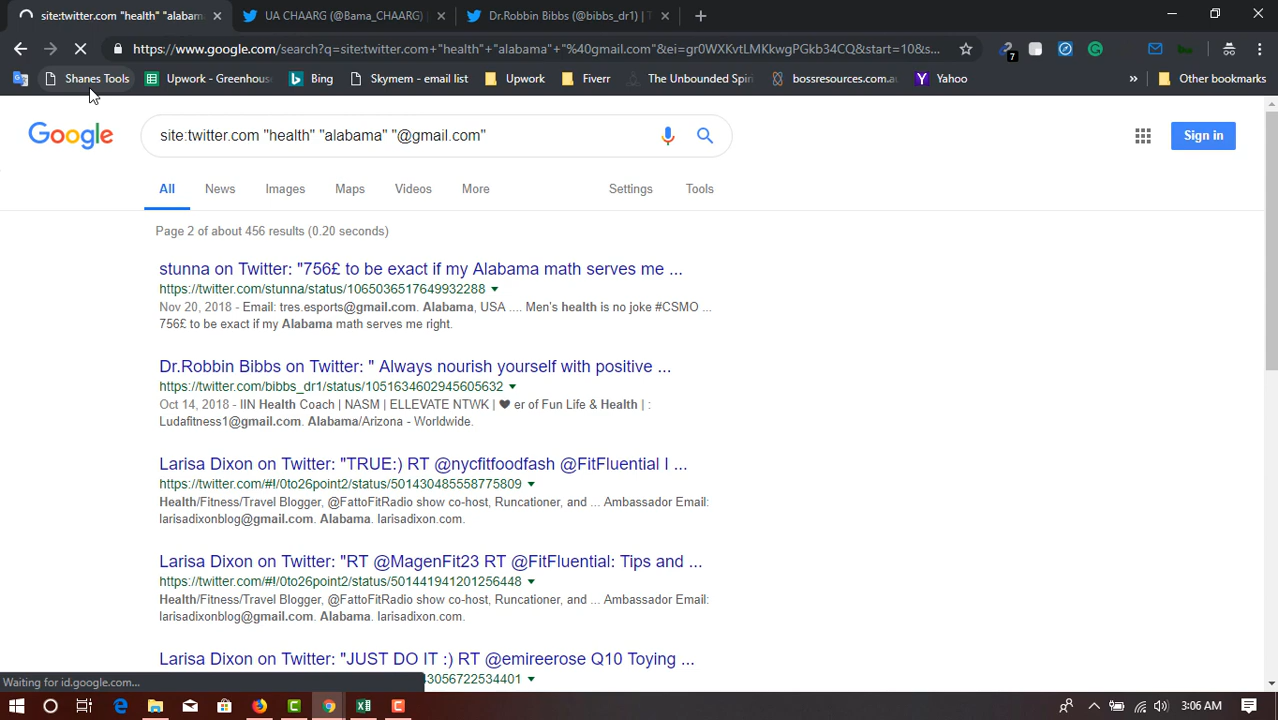 site:twitter.com "health" "alabama
UA CHAARG (@Bama_CHAARG)
Dr.Robbin Bibbs (@bibbs_dr1) | T
https://www.google.com/search?q=site:twitter.com+"health"+"alabama"+"%40gmail.com"&ei=gr0WXKvtLMKkwgPGkb34CQ&start=10&s...
7
Shanes Tools
Upwork - Greenhous
Bing
Skymem - email list
Upwork
Fiverr
The Unbounded Spiri
bossresources.com.au
Yahoo
»
Other bookmarks
Google
site:twitter.com "health" "alabama" "@gmail.com"
Sign in
All
News
Images
Maps
Videos
More
Settings
Tools
Page 2 of about 456 results (0.20 seconds)
stunna on Twitter: "756£ to be exact if my Alabama math serves me ...
https://twitter.com/stunna/status/1065036517649932288
Nov 20, 2018 - Email: tres.esports@gmail.com. Alabama, USA .... Men's health is no joke #CSMO ...
756£ to be exact if my Alabama math serves me right.
Dr.Robbin Bibbs on Twitter: " Always nourish yourself with positive ...
https://twitter.com/bibbs_dr1/status/1051634602945605632
Oct 14, 2018 - IIN Health Coach | NASM | ELLEVATE NTWK | ♥ er of Fun Life & Health | :
Ludafitness1@gmail.com. Alabama/Arizona - Worldwide.
Larisa Dixon on Twitter: "TRUE:) RT @nycfitfoodfash @FitFluential I ...
https://twitter.com/#!/0to26point2/status/501430485558775809
Health/Fitness/Travel Blogger, @FattoFitRadio show co-host, Runcationer, and ... Ambassador Email:
larisadixonblog@gmail.com. Alabama. larisadixon.com.
Larisa Dixon on Twitter: "RT @MagenFit23 RT @FitFluential: Tips and ...
https://twitter.com/#!/0to26point2/status/501441941201256448
Health/Fitness/Travel Blogger, @FattoFitRadio show co-host, Runcationer, and ... Ambassador Email:
larisadixonblog@gmail.com. Alabama. larisadixon.com.
Larisa Dixon on Twitter: "JUST DO IT :) RT @emireerose Q10 Toying ...
3056722534401
Waiting for id.google.com...
3:06 AM